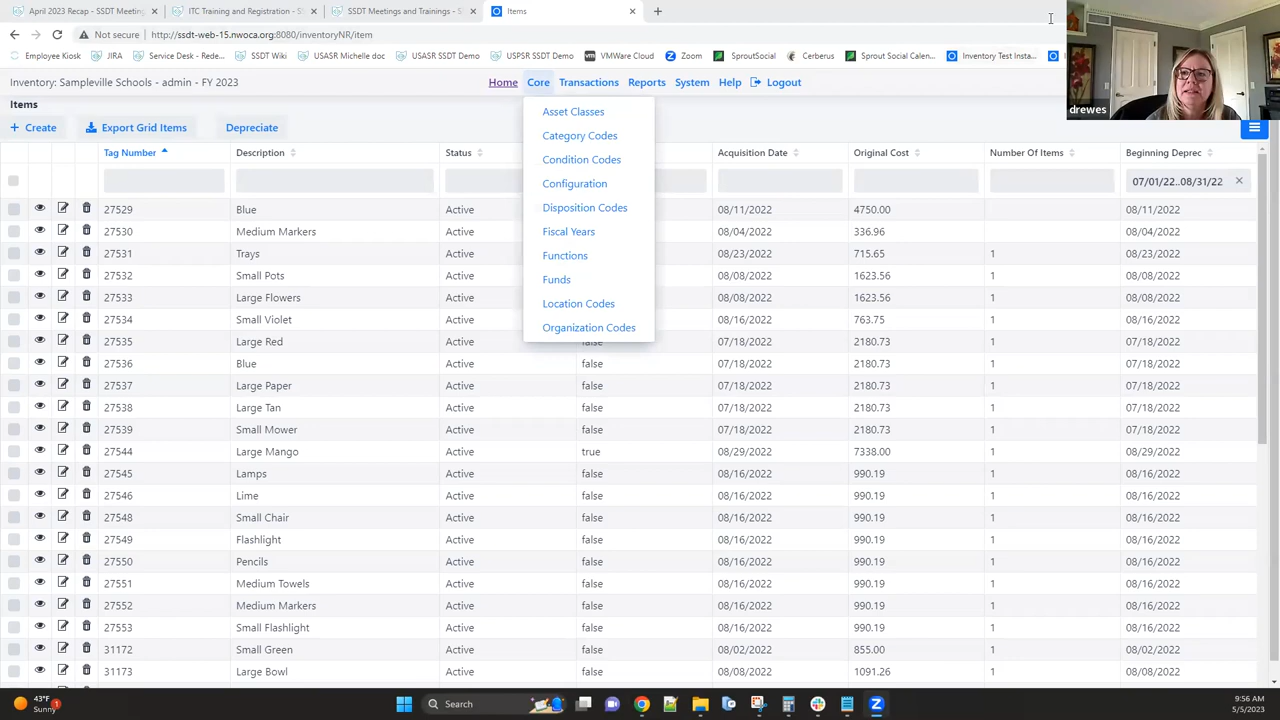 April 2023 Recap - SSDT Meeting
ITC Training and Registration - S
SSDT Meetings and Trainings - S
Items
Not secure
http://ssdt-web-15.nwoca.org:8080/inventoryNR/item
Employee Kiosk
JIRA
Service Desk - Rede...
SSDT Wiki
USASR SSDT Demo
USASR Michelle doc
USPSR SSDT Demo
VMWare Cloud
Zoom
SproutSocial
Cerberus
Sprout Social Calen...
Inventory Test Insta...
Inventory: Sampleville Schools - admin - FY 2023
Home Core Transactions Reports System Help Logout
drewes
Items
Create Export Grid Items Depreciate
Asset Classes
Category Codes
Condition Codes
Configuration
Disposition Codes
Fiscal Years
Functions
Funds
Location Codes
Organization Codes
Tag Number Description Status Acquisition Date Original Cost Number Of Items Beginning Deprec
07/01/22..08/31/22
27529 Blue Active 08/11/2022 4750.00 08/11/2022
27530 Medium Markers Active 08/04/2022 336.96 08/04/2022
27531 Trays Active 08/23/2022 715.65 1 08/23/2022
27532 Small Pots Active 08/08/2022 1623.56 1 08/08/2022
27533 Large Flowers Active 08/08/2022 1623.56 1 08/08/2022
27534 Small Violet Active 08/16/2022 763.75 1 08/16/2022
27535 Large Red Active false 07/18/2022 2180.73 1 07/18/2022
27536 Blue Active false 07/18/2022 2180.73 1 07/18/2022
27537 Large Paper Active false 07/18/2022 2180.73 1 07/18/2022
27538 Large Tan Active false 07/18/2022 2180.73 1 07/18/2022
27539 Small Mower Active false 07/18/2022 2180.73 1 07/18/2022
27544 Large Mango Active true 08/29/2022 7338.00 1 08/29/2022
27545 Lamps Active false 08/16/2022 990.19 1 08/16/2022
27546 Lime Active false 08/16/2022 990.19 1 08/16/2022
27548 Small Chair Active false 08/16/2022 990.19 1 08/16/2022
27549 Flashlight Active false 08/16/2022 990.19 1 08/16/2022
27550 Pencils Active false 08/16/2022 990.19 1 08/16/2022
27551 Medium Towels Active false 08/16/2022 990.19 1 08/16/2022
27552 Medium Markers Active false 08/16/2022 990.19 1 08/16/2022
27553 Small Flashlight Active false 08/16/2022 990.19 1 08/16/2022
31172 Small Green Active false 08/02/2022 855.00 1 08/02/2022
31173 Large Bowl Active false 08/08/2022 1091.26 1 08/08/2022
43°F
Sunny
Search
9:56 AM
5/5/2023